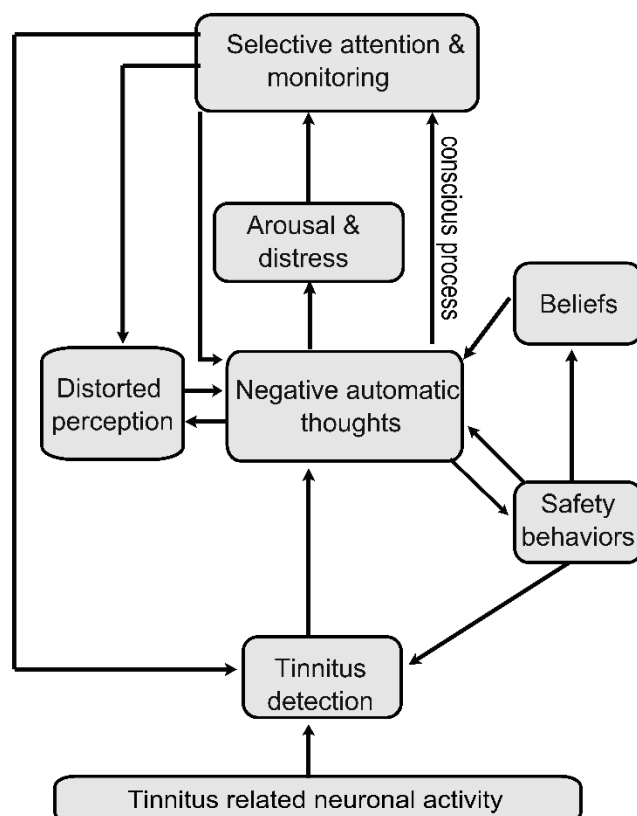 Selective attention &
monitoring
conscious process
Arousal &
distress
Beliefs
Distorted
perception
Negative automatic
thoughts
Safety
behaviors
Tinnitus
detection
Tinnitus related neuronal activity